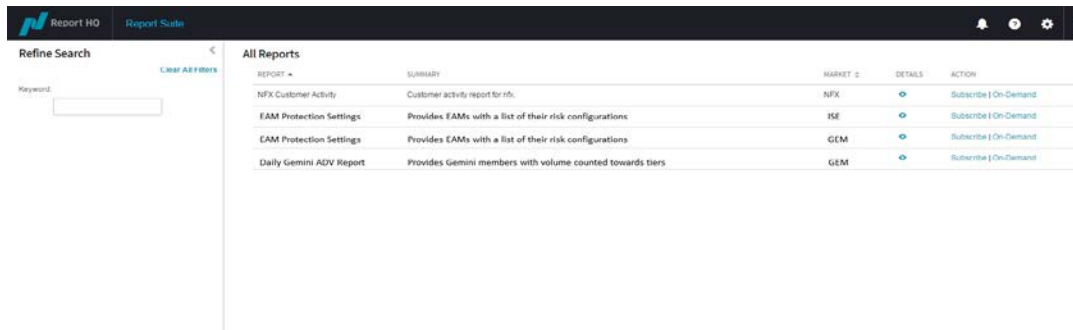 Report HQ Report Suite
Refine Search
Clear All Filters
Keyword:
All Reports
REPORT SUMMARY MARKET DETAILS ACTION
NFX Customer Activity Customer activity report for nfx. NFX Subscribe | On-Demand
EAM Protection Settings Provides EAMs with a list of their risk configurations ISE Subscribe | On-Demand
EAM Protection Settings Provides EAMs with a list of their risk configurations GEM Subscribe | On-Demand
Daily Gemini ADV Report Provides Gemini members with volume counted towards tiers GEM Subscribe | On-Demand